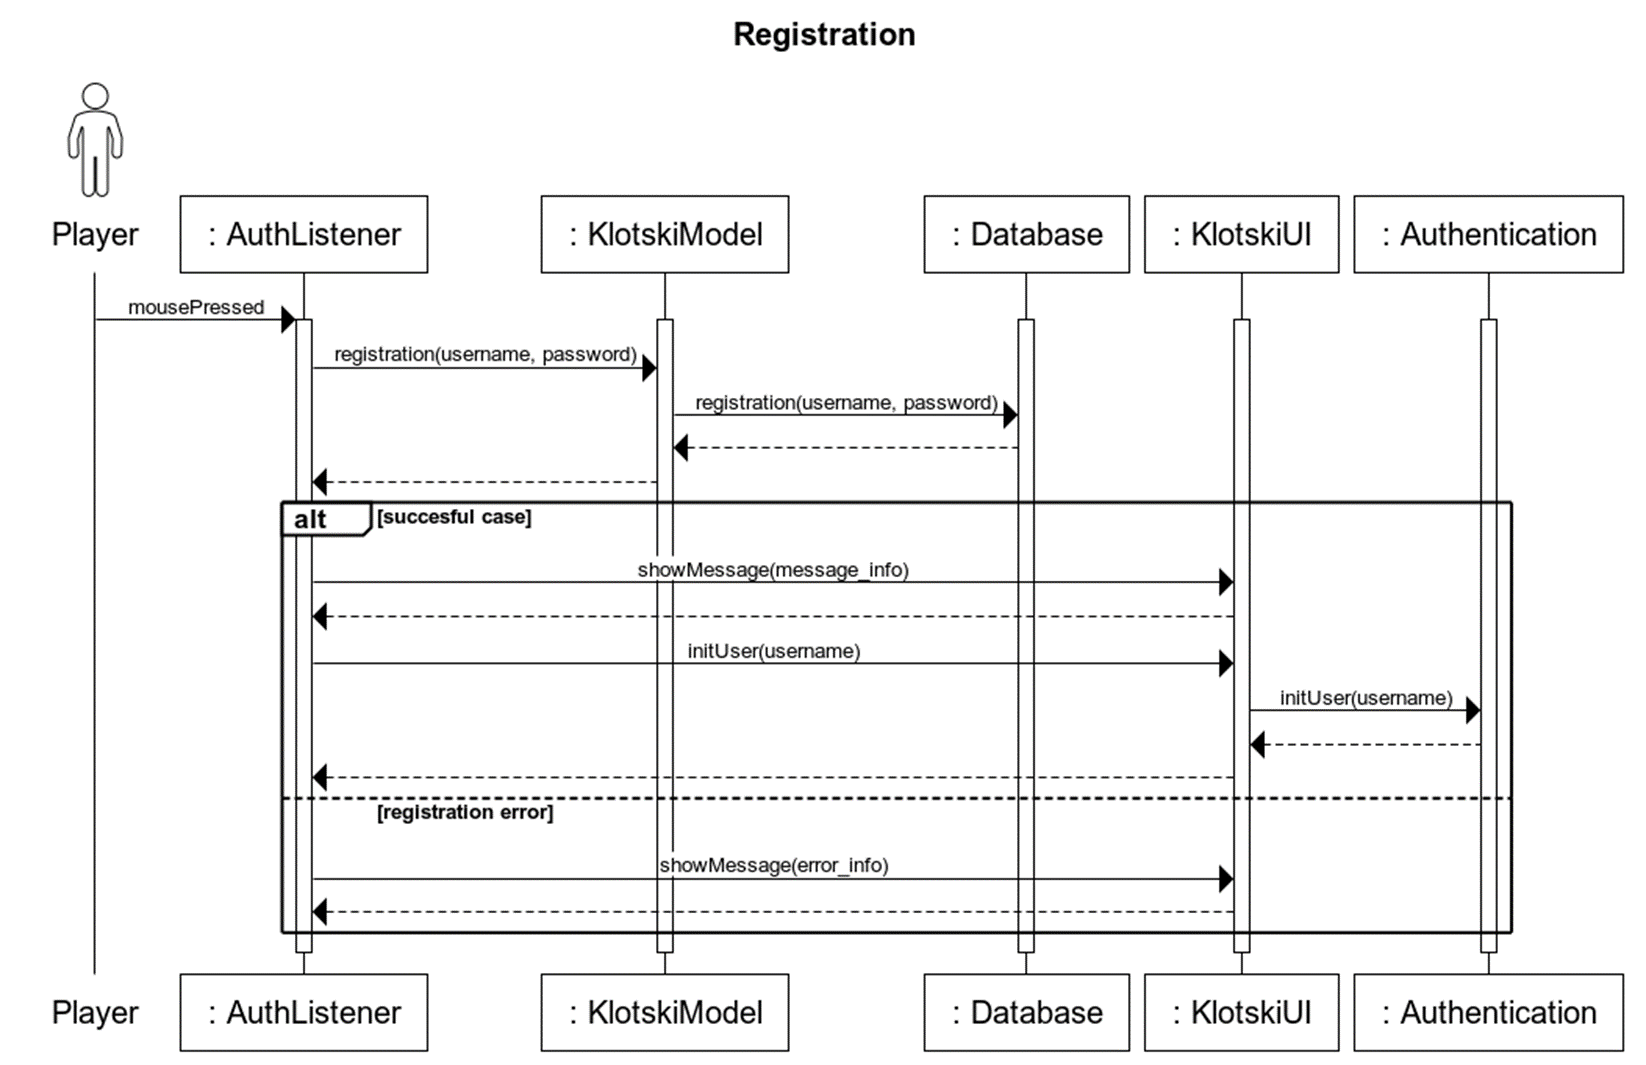 Registration
Player
: AuthListener
: KlotskiModel
: Database
: KlotskiUI
: Authentication
mousePressed
registration(username, password)
registration(username, password)
alt
[succesful case]
showMessage(message_info)
initUser(username)
initUser(username)
[registration error]
showMessage(error_info)
Player
: AuthListener
: KlotskiModel
: Database
: KlotskiUI
: Authentication